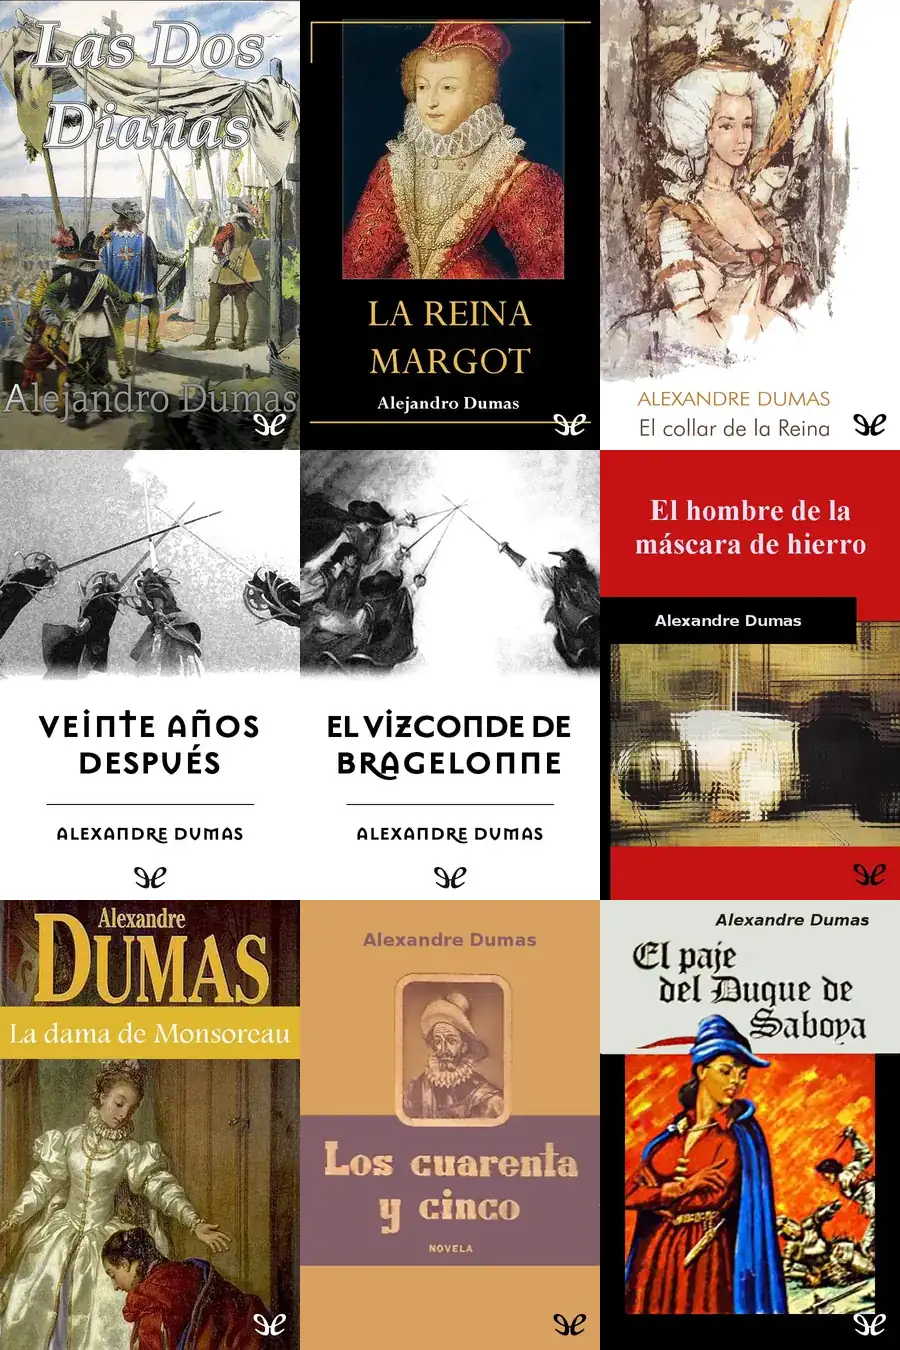 Las Dos
Dianas
Alejandro Dumas
LA REINA
MARGOT
Alejandro Dumas
ALEXANDRE DUMAS
El collar de la Reina
VEINTE AÑOS
DESPUÉS
ALEXANDRE DUMAS
EL VIZCONDE DE
BRAGELONNE
ALEXANDRE DUMAS
El hombre de la
máscara de hierro
Alexandre Dumas
Alexandre
DUMAS
La dama de Monsoreau
Alexandre Dumas
Los cuarenta
y cinco
NOVELA
Alexandre Dumas
El paje
del Duque de
Saboya